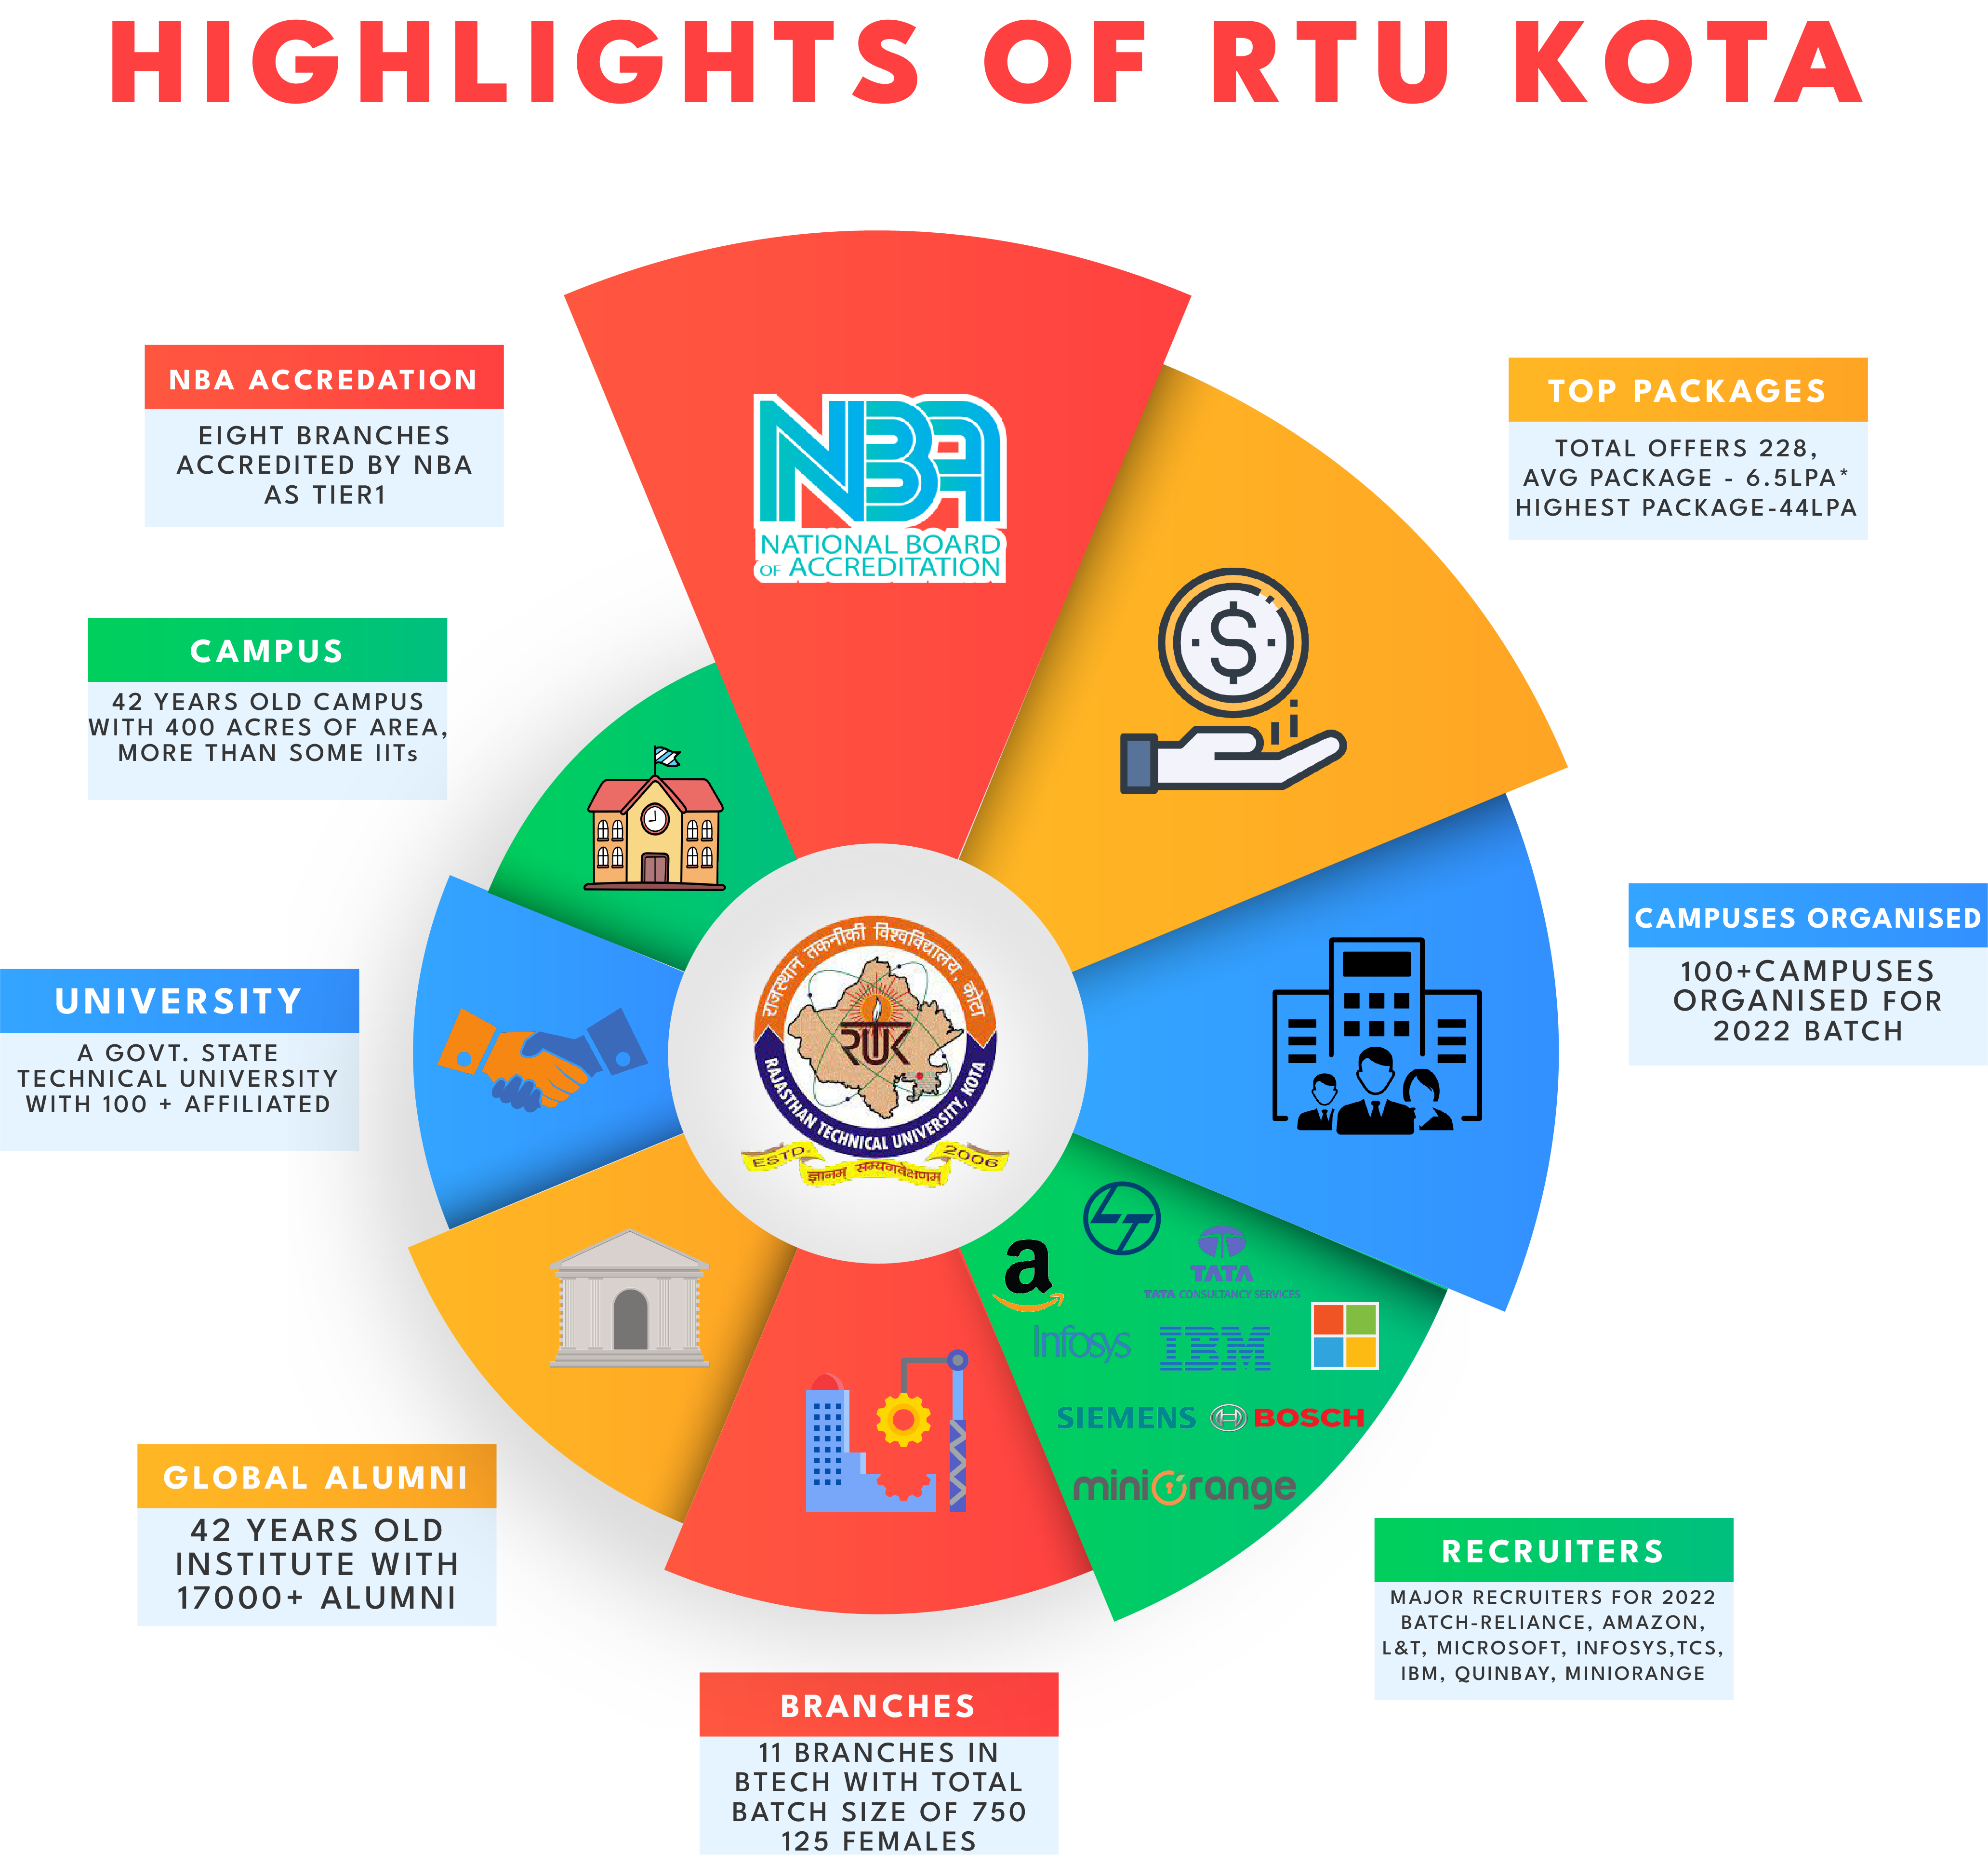 HIGHLIGHTS OF RTU KOTA
NBA ACCREDATION
EIGHT BRANCHES
ACCREDITED BY NBA
AS TIER1
NBA
NATIONAL BOARD
OF ACCREDITATION
TOP PACKAGES
TOTAL OFFERS 228,
AVG PACKAGE - 6.5LPA*
HIGHEST PACKAGE-44LPA
CAMPUS
42 YEARS OLD CAMPUS
WITH 400 ACRES OF AREA,
MORE THAN SOME IITs
CAMPUSES ORGANISED
100+CAMPUSES
ORGANISED FOR
2022 BATCH
UNIVERSITY
A GOVT. STATE
TECHNICAL UNIVERSITY
WITH 100 + AFFILIATED
राजस्थान तकनीकी विश्वविद्यालय, कोटा
RTUK
RAJASTHAN TECHNICAL UNIVERSITY, KOTA
ESTD. 2006
ज्ञानम् सम्यगवेक्षणम्
$
LT
a
TATA
TATA CONSULTANCY SERVICES
Infosys
IBM
SIEMENS
BOSCH
miniOrange
GLOBAL ALUMNI
42 YEARS OLD
INSTITUTE WITH
17000+ ALUMNI
RECRUITERS
MAJOR RECRUITERS FOR 2022
BATCH-RELIANCE, AMAZON,
L&T, MICROSOFT, INFOSYS,TCS,
IBM, QUINBAY, MINIORANGE
BRANCHES
11 BRANCHES IN
BTECH WITH TOTAL
BATCH SIZE OF 750
125 FEMALES